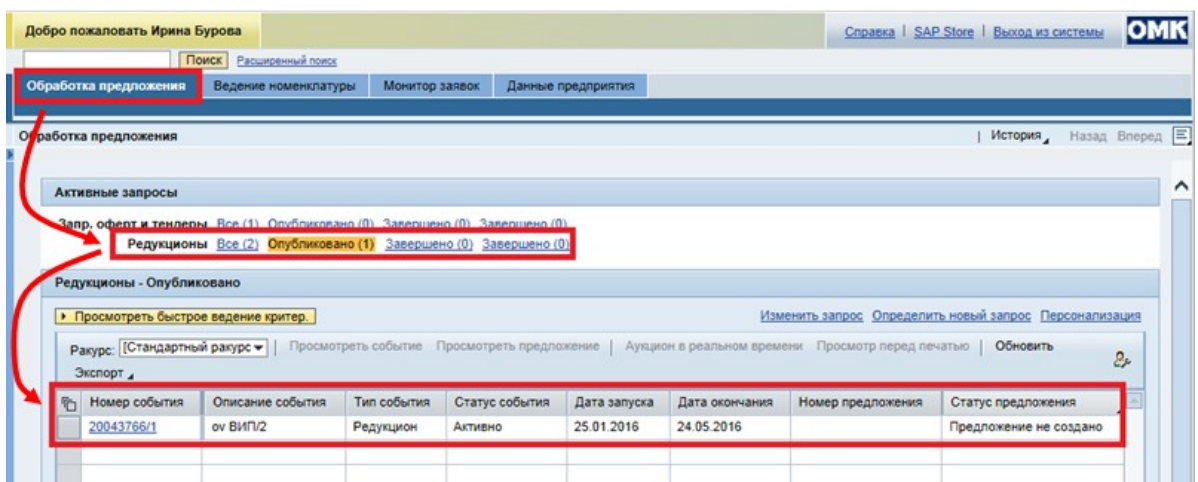 Добро пожаловать Ирина Бурова Справка | SAP Store | Выход из системы ОМК
Поиск Расширенный поиск
Обработка предложения Ведение номенклатуры Монитор заявок Данные предприятия
Обработка предложения | История Назад Вперед
Активные запросы
Запр. оферт и тендеры Все (1) Опубликовано (0) Завершено (0) Завершено (0)
Редукционы Все (2) Опубликовано (1) Завершено (0) Завершено (0)
Редукционы - Опубликовано
Просмотреть быстрое ведение критер. Изменить запрос Определить новый запрос Персонализация
Ракурс: [Стандартный ракурс | Просмотреть событие Просмотреть предложение | Аукцион в реальном времени Просмотр перед печатью | Обновить
Экспорт
Номер события Описание события Тип события Статус события Дата запуска Дата окончания Номер предложения Статус предложения
20043766/1 ov ВИП/2 Редукцион Активно 25.01.2016 24.05.2016 Предложение не создано